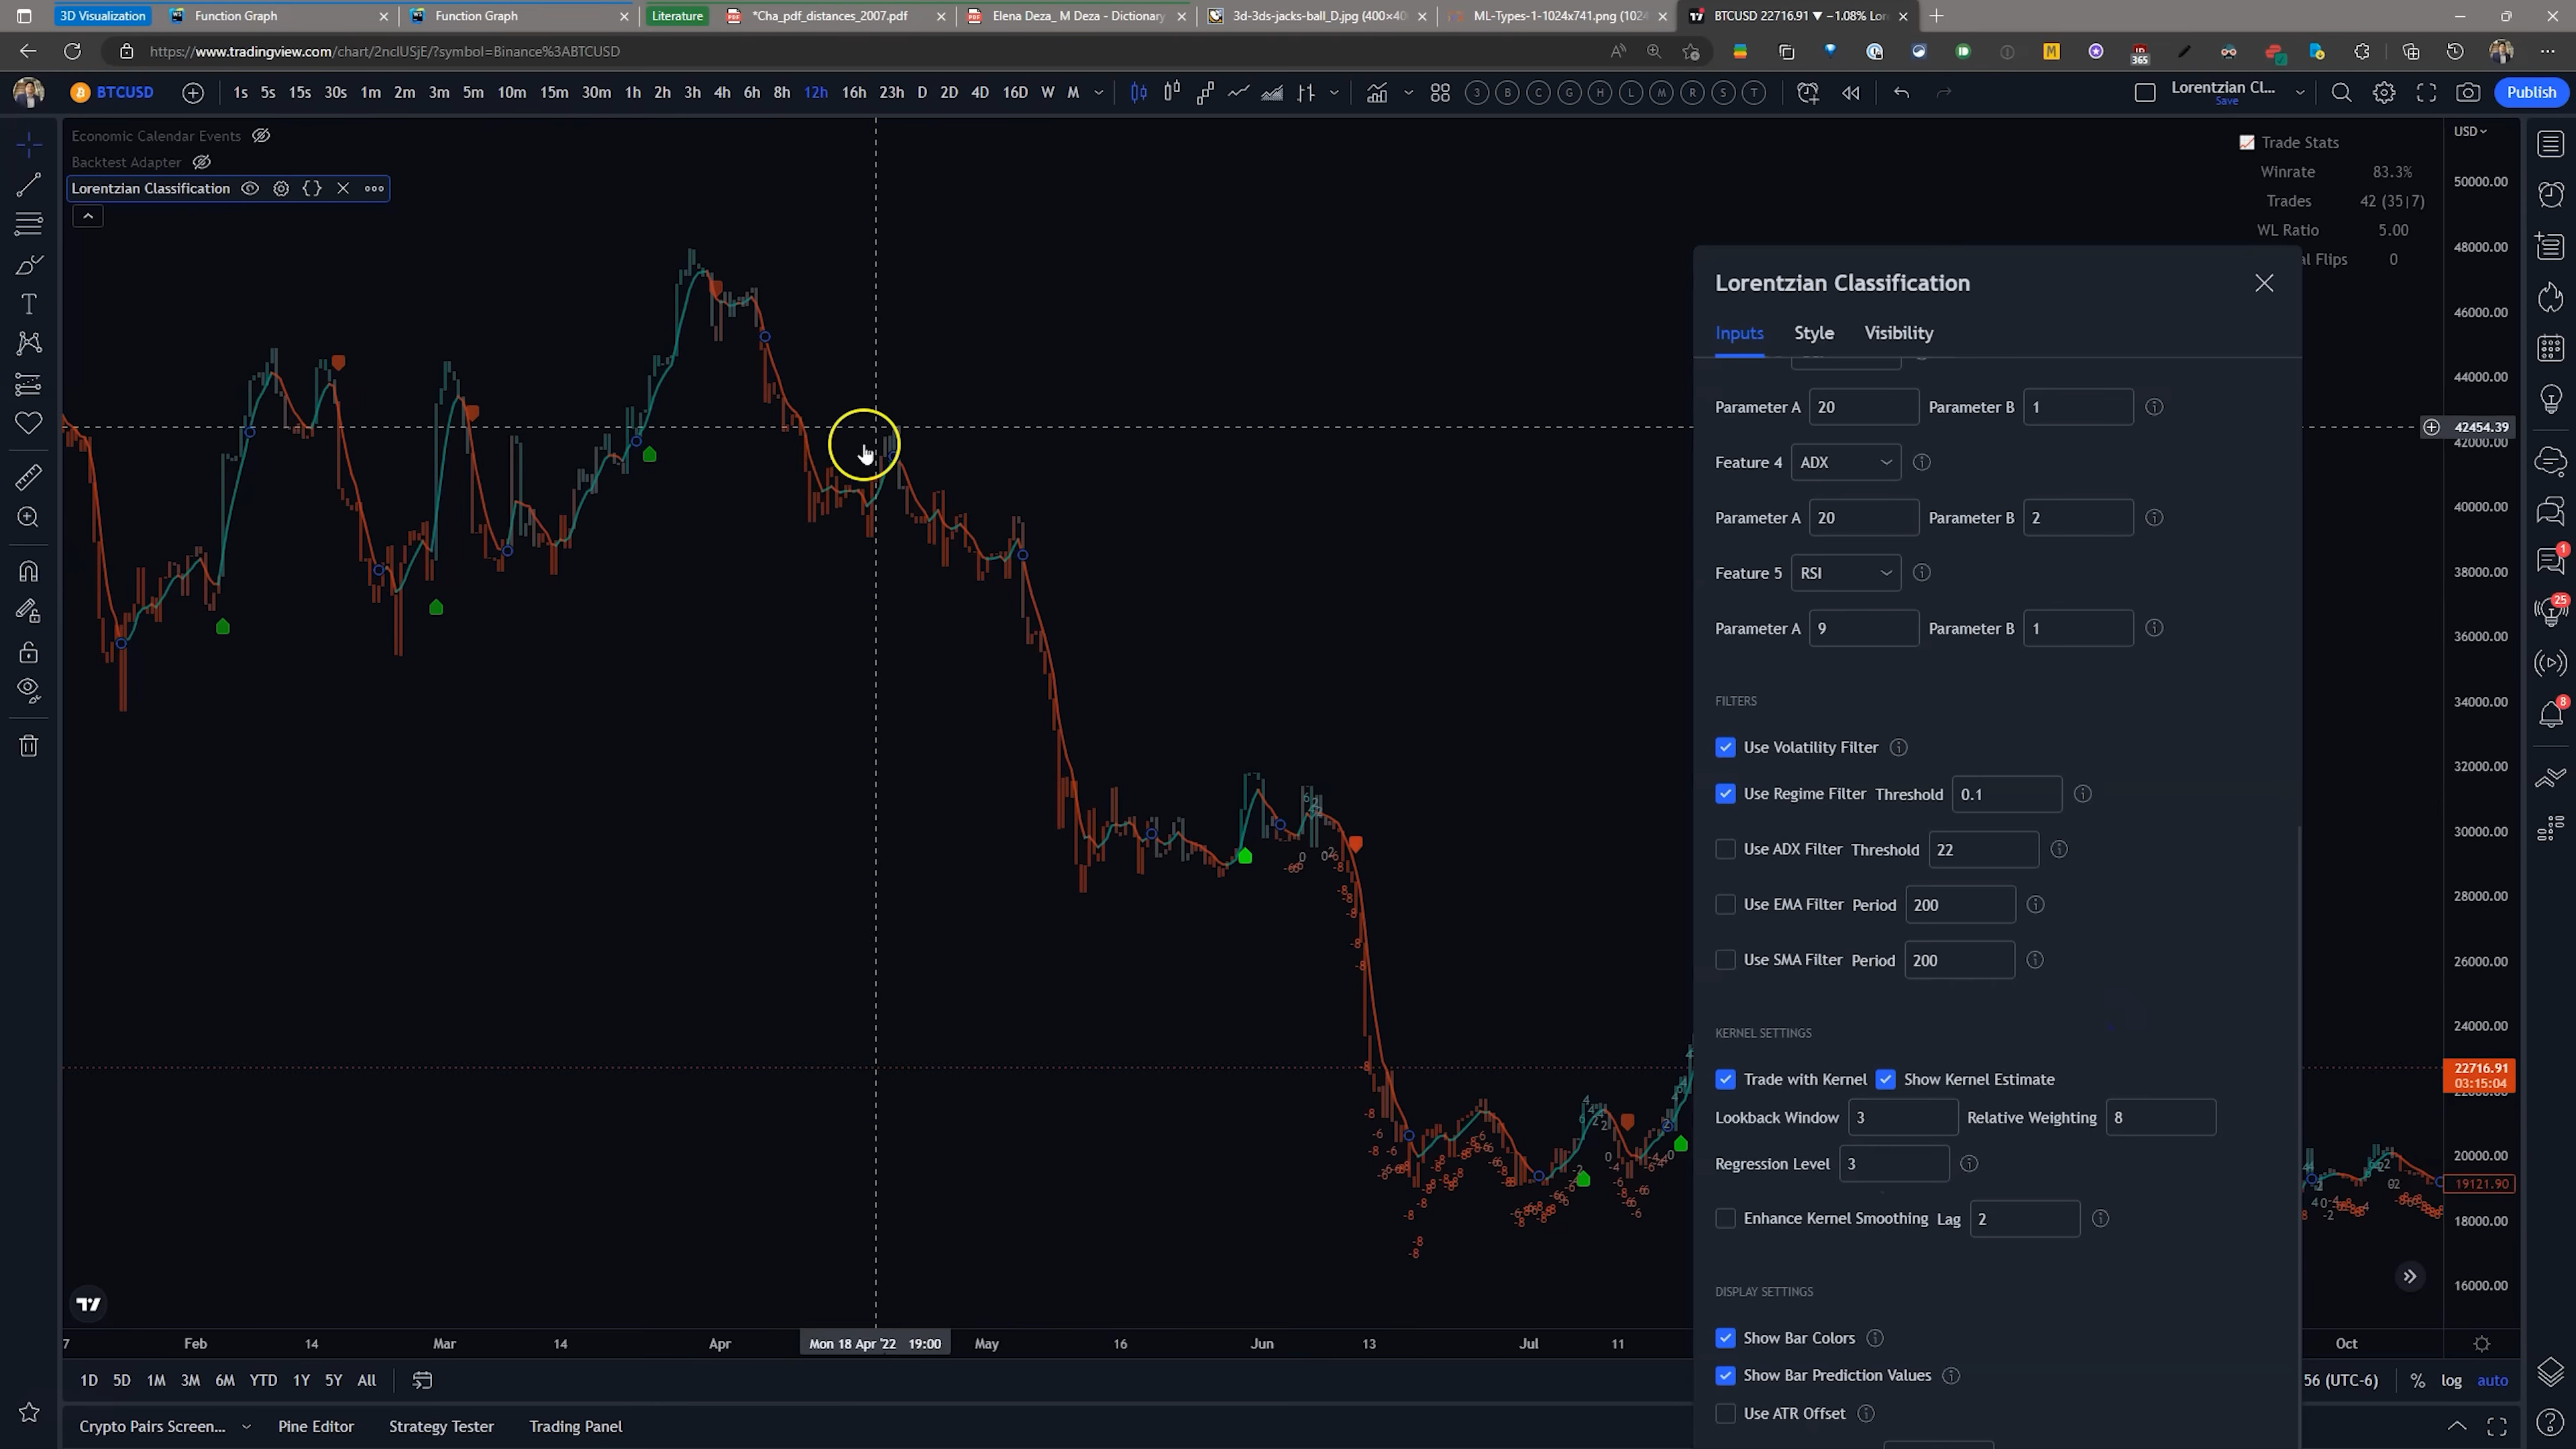 3D Visualization Function Graph Function Graph Literature *Cha_pdf_distances_2007.pdf Elena Deza_ M Deza - Dictionary 3d-3ds-jacks-ball_D.jpg (400×40 ML-Types-1-1024x741.png (102 BTCUSD 22716.91 ▼ −1.08% Lor
https://www.tradingview.com/chart/2nclUSjE/?symbol=Binance%3ABTCUSD
BTCUSD 1s 5s 15s 30s 1m 2m 3m 5m 10m 15m 30m 1h 2h 3h 4h 6h 8h 12h 16h 23h D 2D 4D 16D W M 3 B C G H L M R S T Lorentzian Cl... Save Publish
Economic Calendar Events
Backtest Adapter
Lorentzian Classification
Trade Stats
Winrate 83.3%
Trades 42 (35|7)
WL Ratio 5.00
al Flips 0
USD
50000.00
48000.00
46000.00
44000.00
42454.39
42000.00
40000.00
38000.00
36000.00
34000.00
32000.00
30000.00
28000.00
26000.00
24000.00
22716.91
03:15:04
20000.00
19121.90
18000.00
16000.00
Lorentzian Classification
Inputs Style Visibility
Parameter A 20 Parameter B 1
Feature 4 ADX
Parameter A 20 Parameter B 2
Feature 5 RSI
Parameter A 9 Parameter B 1
FILTERS
Use Volatility Filter
Use Regime Filter Threshold 0.1
Use ADX Filter Threshold 22
Use EMA Filter Period 200
Use SMA Filter Period 200
KERNEL SETTINGS
Trade with Kernel Show Kernel Estimate
Lookback Window 3 Relative Weighting 8
Regression Level 3
Enhance Kernel Smoothing Lag 2
DISPLAY SETTINGS
Show Bar Colors
Show Bar Prediction Values
Use ATR Offset
7 Feb 14 Mar 14 Apr Mon 18 Apr '22 19:00 May 16 Jun 13 Jul 11 Oct
1D 5D 1M 3M 6M YTD 1Y 5Y All 56 (UTC-6) % log auto
Crypto Pairs Screen... Pine Editor Strategy Tester Trading Panel